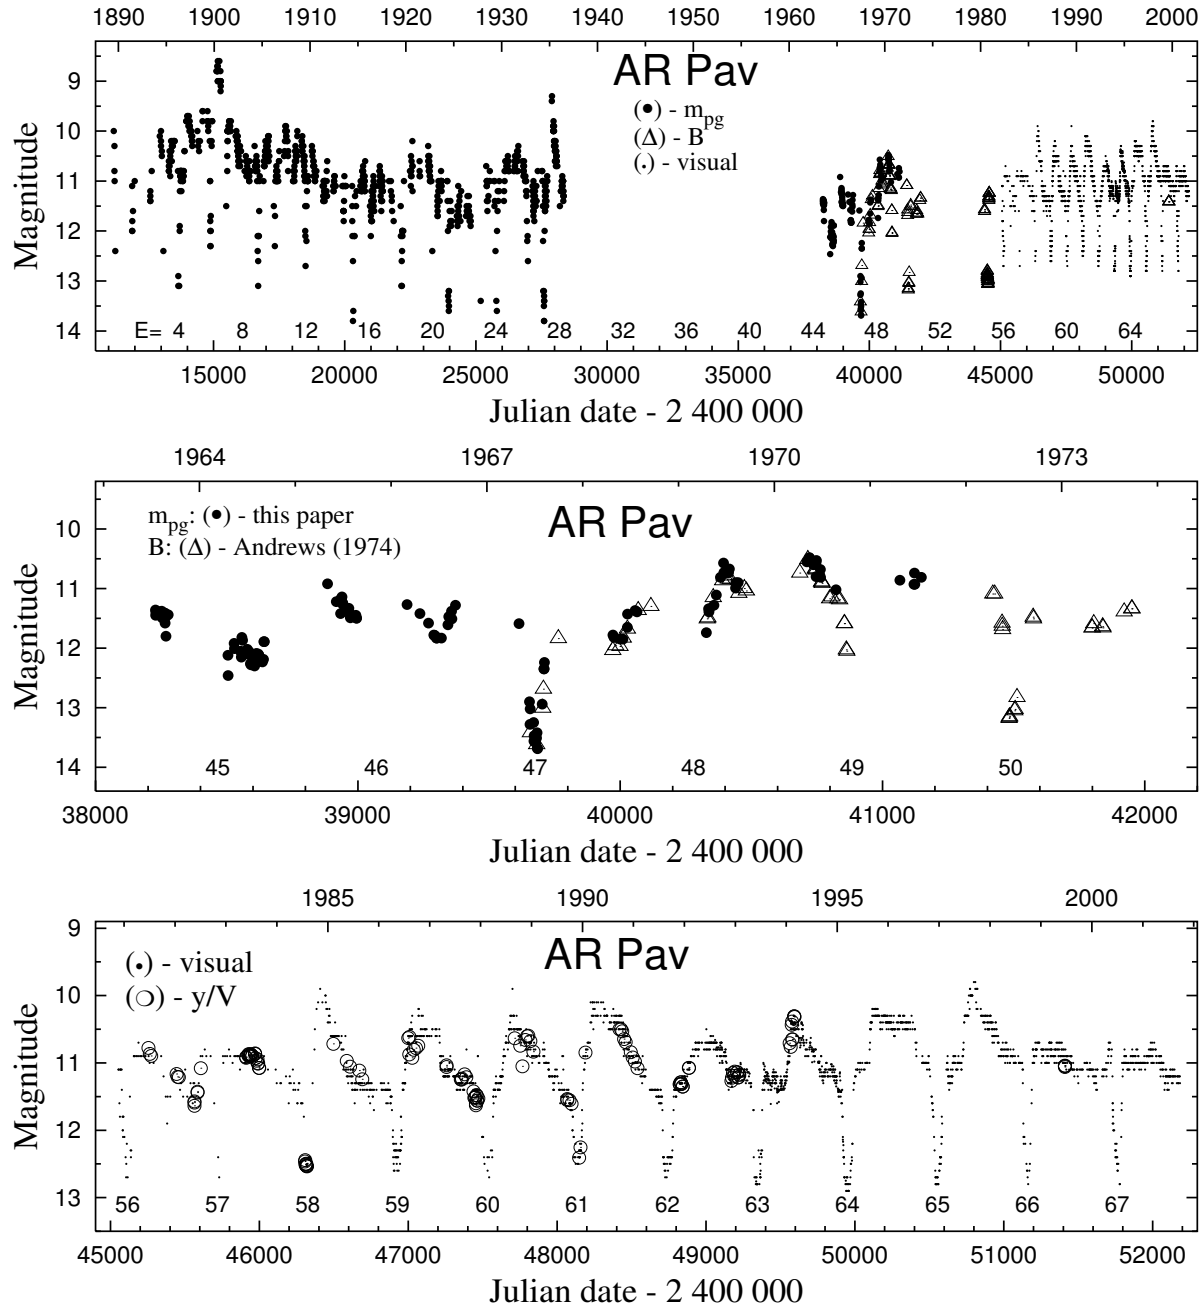 1890 1900 1910 1920 1930 1940 1950 1960 1970 1980 1990 2000
AR Pav
(●) - mpg
(Δ) - B
(·) - visual
Magnitude
9
10
11
12
13
14
E= 4 8 12 16 20 24 28 32 36 40 44 48 52 56 60 64
15000 20000 25000 30000 35000 40000 45000 50000
Julian date - 2 400 000
1964 1967 1970 1973
mpg: (●) - this paper
B: (Δ) - Andrews (1974)
AR Pav
Magnitude
10
11
12
13
14
45 46 47 48 49 50
38000 39000 40000 41000 42000
Julian date - 2 400 000
1985 1990 1995 2000
(·) - visual
(○) - y/V
AR Pav
Magnitude
9
10
11
12
13
56 57 58 59 60 61 62 63 64 65 66 67
45000 46000 47000 48000 49000 50000 51000 52000
Julian date - 2 400 000